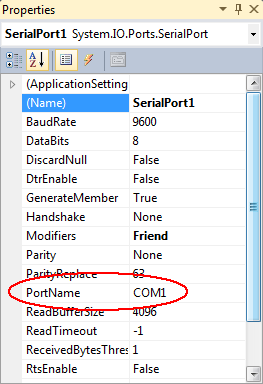 Properties
SerialPort1 System.IO.Ports.SerialPort
(ApplicationSetting
(Name) SerialPort1
BaudRate 9600
DataBits 8
DiscardNull False
DtrEnable False
GenerateMember True
Handshake None
Modifiers Friend
Parity None
ParityReplace 63
PortName COM1
ReadBufferSize 4096
ReadTimeout -1
ReceivedBytesThres 1
RtsEnable False